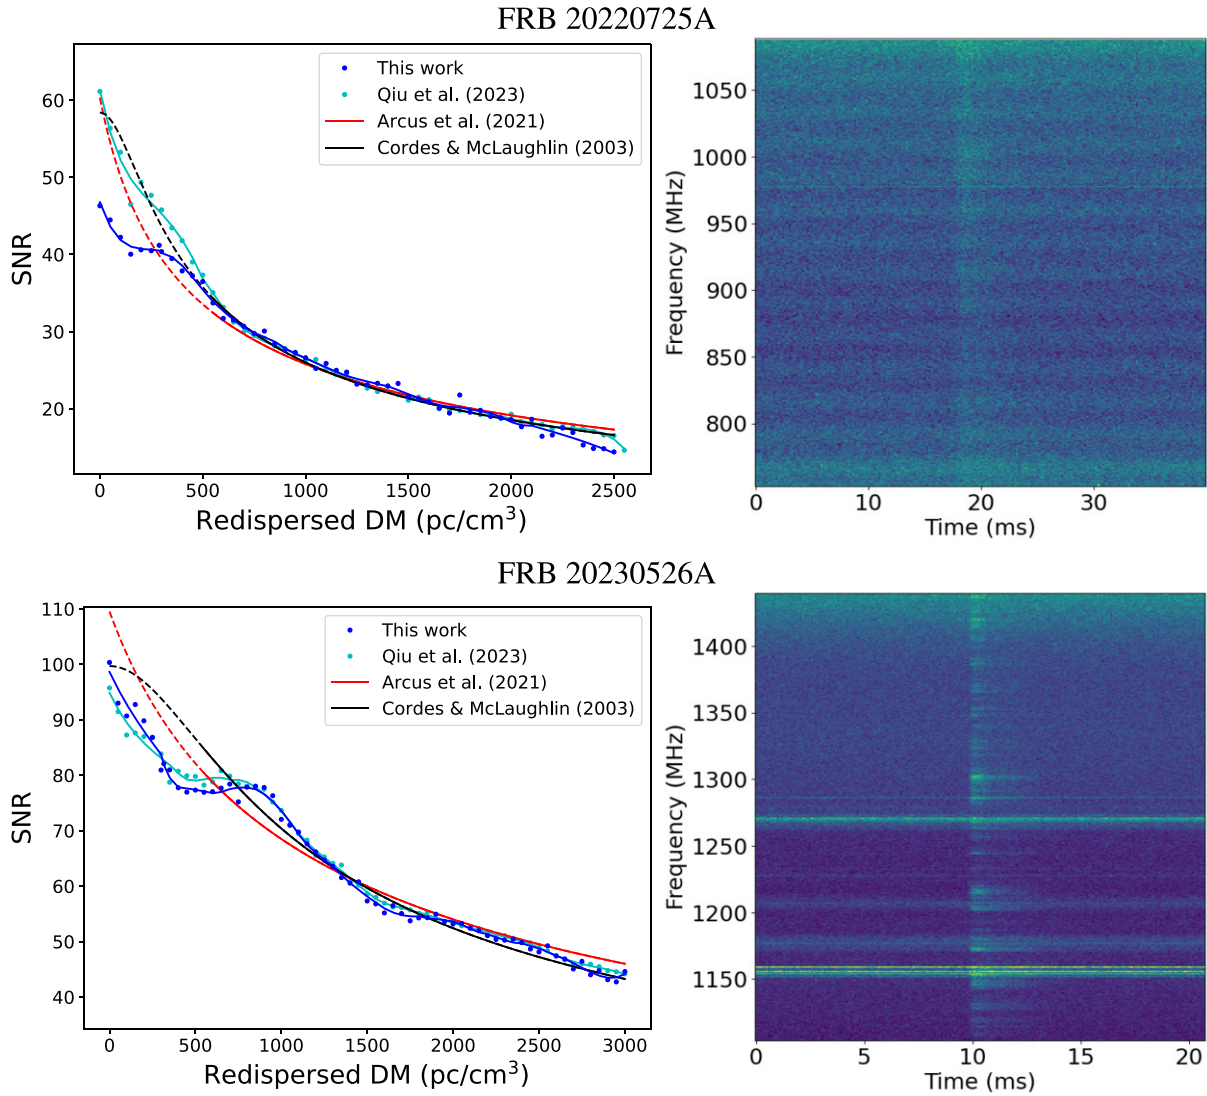 FRB 20220725A
60
50
40
30
20
SNR
0
500
1000
1500
2000
2500
Redispersed DM (pc/cm³)
This work
Qiu et al. (2023)
Arcus et al. (2021)
Cordes & McLaughlin (2003)
1050
1000
950
900
850
800
Frequency (MHz)
0
10
20
30
Time (ms)
FRB 20230526A
110
100
90
80
70
60
50
40
SNR
0
500
1000
1500
2000
2500
3000
Redispersed DM (pc/cm³)
This work
Qiu et al. (2023)
Arcus et al. (2021)
Cordes & McLaughlin (2003)
1400
1350
1300
1250
1200
1150
Frequency (MHz)
0
5
10
15
20
Time (ms)